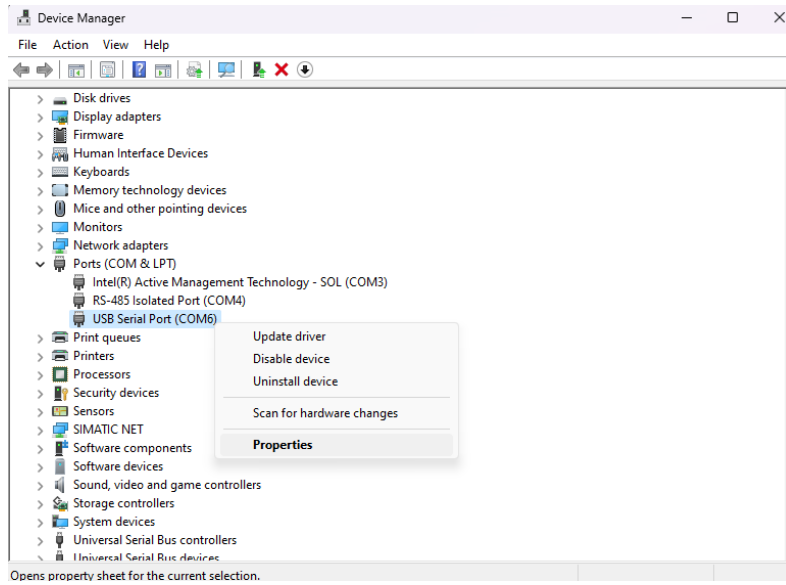 Device Manager
File Action View Help
Disk drives
Display adapters
Firmware
Human Interface Devices
Keyboards
Memory technology devices
Mice and other pointing devices
Monitors
Network adapters
Ports (COM & LPT)
Intel(R) Active Management Technology - SOL (COM3)
RS-485 Isolated Port (COM4)
USB Serial Port (COM6)
Print queues
Printers
Processors
Security devices
Sensors
SIMATIC NET
Software components
Software devices
Sound, video and game controllers
Storage controllers
System devices
Universal Serial Bus controllers
Universal Serial Bus devices
Update driver
Disable device
Uninstall device
Scan for hardware changes
Properties
Opens property sheet for the current selection.